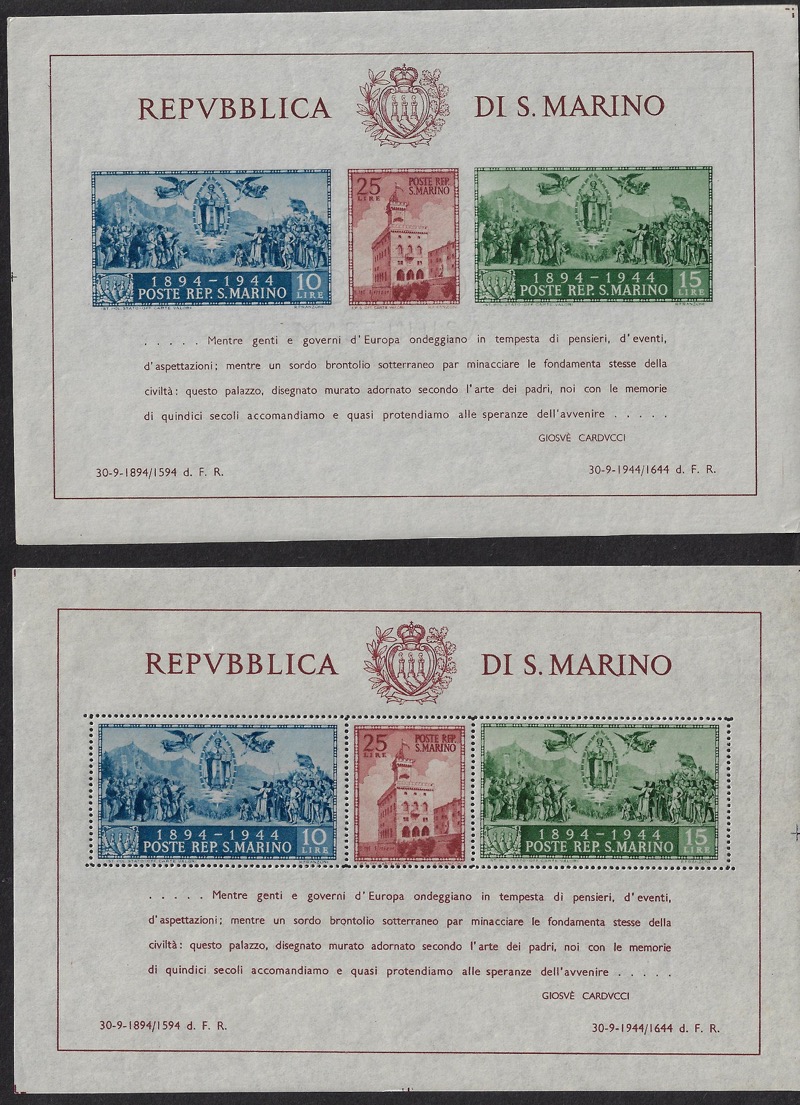 REPVBBLICA DI S. MARINO
25 LIRE POSTE REP. S. MARINO
1894-1944 10 LIRE
POSTE REP. S. MARINO
1894-1944 15 LIRE
POSTE REP. S. MARINO
IST. POL. STATO-OFF. CARTE VALORI
. . . . . Mentre genti e governi d'Europa ondeggiano in tempesta di pensieri, d'eventi,
d'aspettazioni; mentre un sordo brontolio sotterraneo par minacciare le fondamenta stesse della
civiltà: questo palazzo, disegnato murato adornato secondo l'arte dei padri, noi con le memorie
di quindici secoli accomandiamo e quasi protendiamo alle speranze dell'avvenire . . . . .
GIOSVÈ CARDVCCI
30-9-1894/1594 d. F. R. 30-9-1944/1644 d. F. R.
REPVBBLICA DI S. MARINO
25 LIRE POSTE REP. S. MARINO
1894-1944 10 LIRE
POSTE REP. S. MARINO
1894-1944 15 LIRE
POSTE REP. S. MARINO
. . . . . Mentre genti e governi d'Europa ondeggiano in tempesta di pensieri, d'eventi,
d'aspettazioni; mentre un sordo brontolio sotterraneo par minacciare le fondamenta stesse della
civiltà: questo palazzo, disegnato murato adornato secondo l'arte dei padri, noi con le memorie
di quindici secoli accomandiamo e quasi protendiamo alle speranze dell'avvenire . . . . .
GIOSVÈ CARDVCCI
30-9-1894/1594 d. F. R. 30-9-1944/1644 d. F. R.